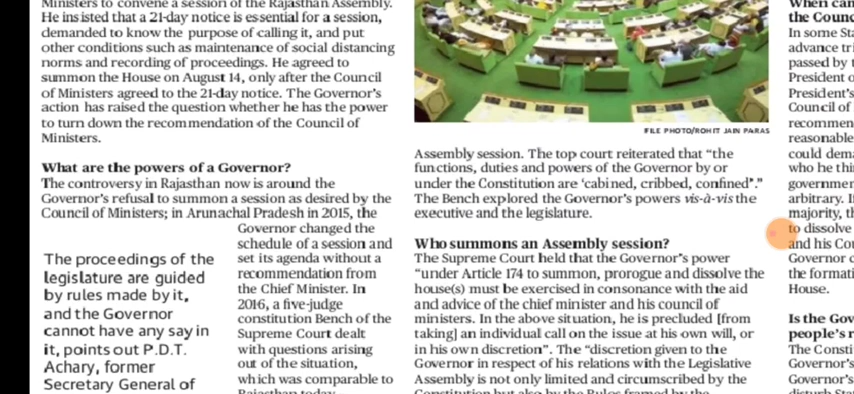 Ministers to convene a session of the Rajasthan Assembly.
He insisted that a 21-day notice is essential for a session,
demanded to know the purpose of calling it, and put
other conditions such as maintenance of social distancing
norms and recording of proceedings. He agreed to
summon the House on August 14, only after the Council
of Ministers agreed to the 21-day notice. The Governor's
action has raised the question whether he has the power
to turn down the recommendation of the Council of
Ministers.
What are the powers of a Governor?
The controversy in Rajasthan now is around the
Governor's refusal to summon a session as desired by the
Council of Ministers; in Arunachal Pradesh in 2015, the
Governor changed the
schedule of a session and
set its agenda without a
recommendation from
the Chief Minister. In
2016, a five-judge
constitution Bench of the
Supreme Court dealt
with questions arising
out of the situation,
which was comparable to
Rajasthan today
The proceedings of the
legislature are guided
by rules made by it,
and the Governor
cannot have any say in
it, points out P.D.T.
Achary, former
Secretary General of
FILE PHOTO/ROHIT JAIN PARAS
Assembly session. The top court reiterated that “the
functions, duties and powers of the Governor by or
under the Constitution are ‘cabined, cribbed, confined’.”
The Bench explored the Governor's powers vis-à-vis the
executive and the legislature.
Who summons an Assembly session?
The Supreme Court held that the Governor's power
“under Article 174 to summon, prorogue and dissolve the
house(s) must be exercised in consonance with the aid
and advice of the chief minister and his council of
ministers. In the above situation, he is precluded [from
taking] an individual call on the issue at his own will, or
in his own discretion”. The “discretion given to the
Governor in respect of his relations with the Legislative
Assembly is not only limited and circumscribed by the
Constitution but also by the Rules framed by the
When can
the Counc
In some Sta
advance tri
passed by t
President o
President's
Council of
recommen
reasonable
could dema
who he thi
governmen
arbitrary. I
majority, th
to dissolve
and his Cou
Governor c
the formati
House.
Is the Gov
people's r
The Consti
Governor's
Governor's